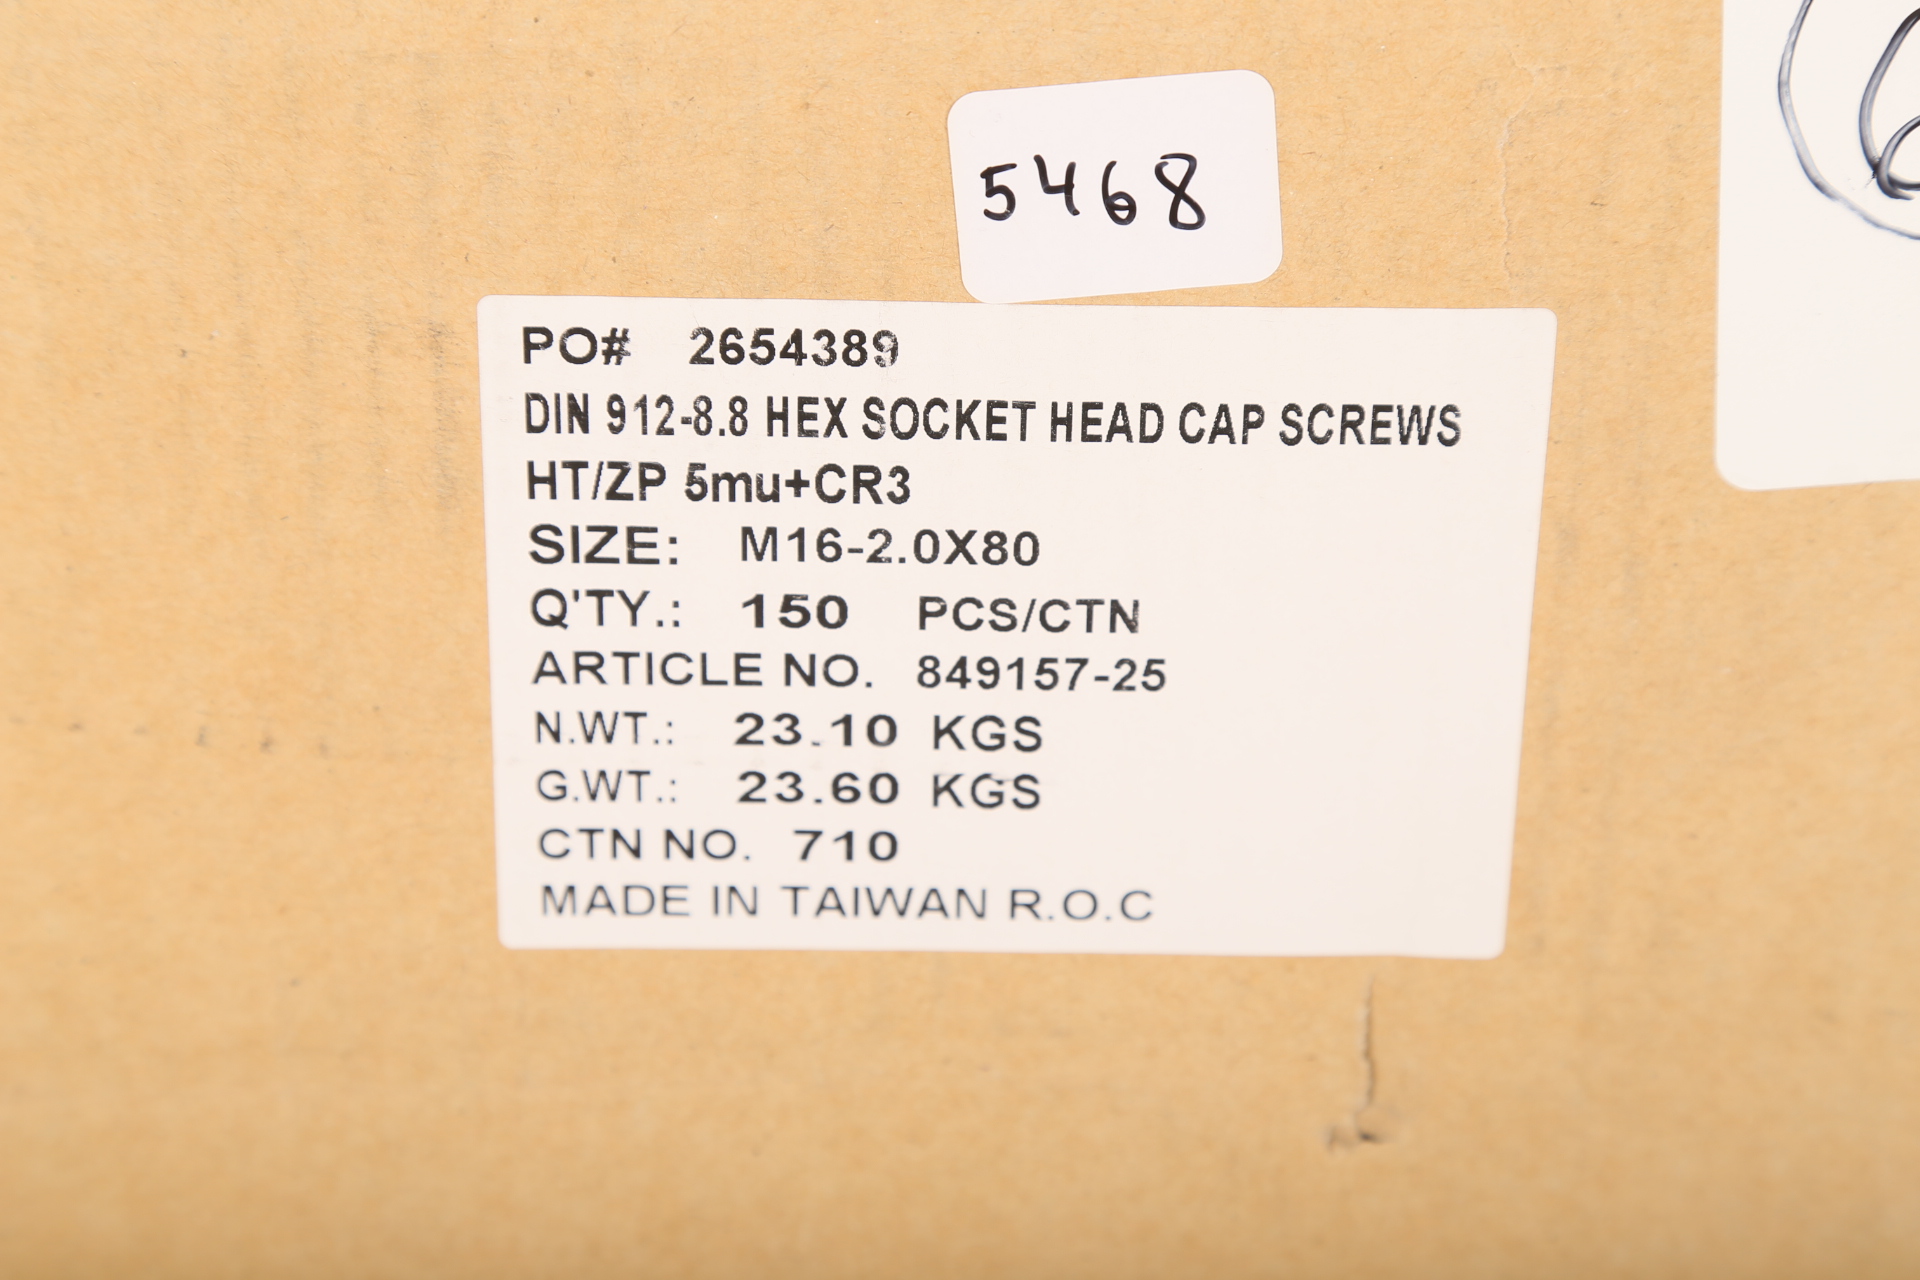 5468
PO# 2654389
DIN 912-8.8 HEX SOCKET HEAD CAP SCREWS
HT/ZP 5mu+CR3
SIZE: M16-2.0X80
Q'TY.: 150 PCS/CTN
ARTICLE NO. 849157-25
N.WT.: 23.10 KGS
G.WT.: 23.60 KGS
CTN NO. 710
MADE IN TAIWAN R.O.C